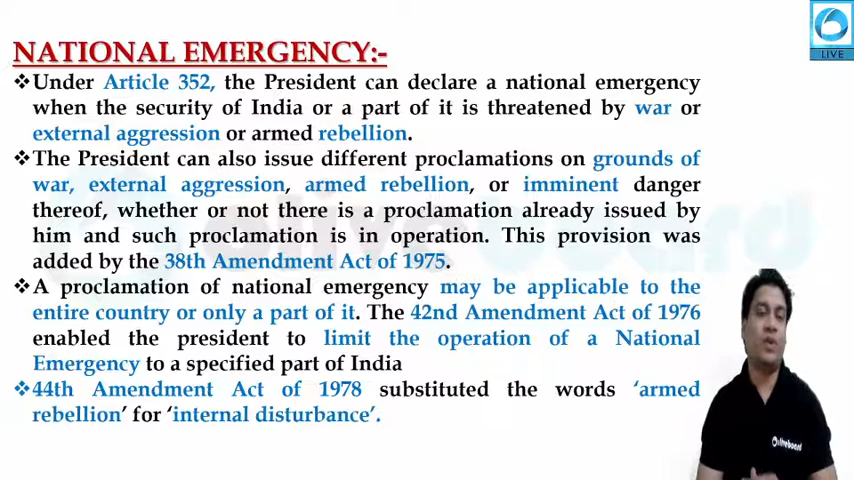 NATIONAL EMERGENCY:-
❖Under Article 352, the President can declare a national emergency
when the security of India or a part of it is threatened by war or
external aggression or armed rebellion.
❖The President can also issue different proclamations on grounds of
war, external aggression, armed rebellion, or imminent danger
thereof, whether or not there is a proclamation already issued by
him and such proclamation is in operation. This provision was
added by the 38th Amendment Act of 1975.
❖A proclamation of national emergency may be applicable to the
entire country or only a part of it. The 42nd Amendment Act of 1976
enabled the president to limit the operation of a National
Emergency to a specified part of India
❖44th Amendment Act of 1978 substituted the words ‘armed
rebellion’ for ‘internal disturbance’.
LIVE
oliveboard
oliveboard